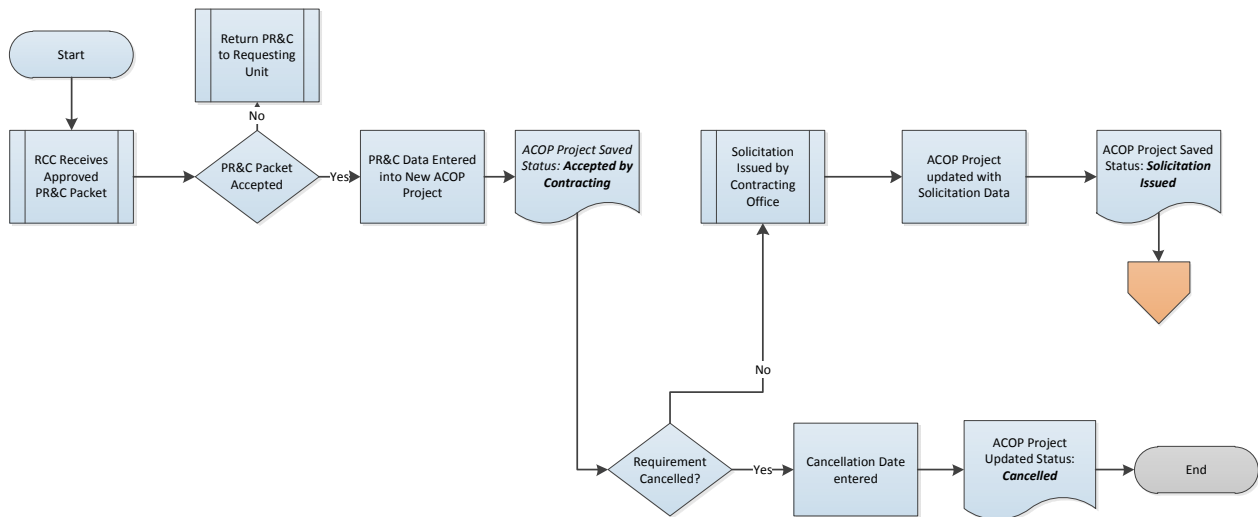 Start
Return PR&C
to Requesting
Unit
No
RCC Receives
Approved
PR&C Packet
PR&C Packet
Accepted
Yes
PR&C Data Entered
into New ACOP
Project
ACOP Project Saved
Status: Accepted by
Contracting
Solicitation
Issued by
Contracting
Office
ACOP Project
updated with
Solicitation Data
ACOP Project Saved
Status: Solicitation
Issued
No
Requirement
Cancelled?
Yes
Cancellation Date
entered
ACOP Project
Updated Status:
Cancelled
End